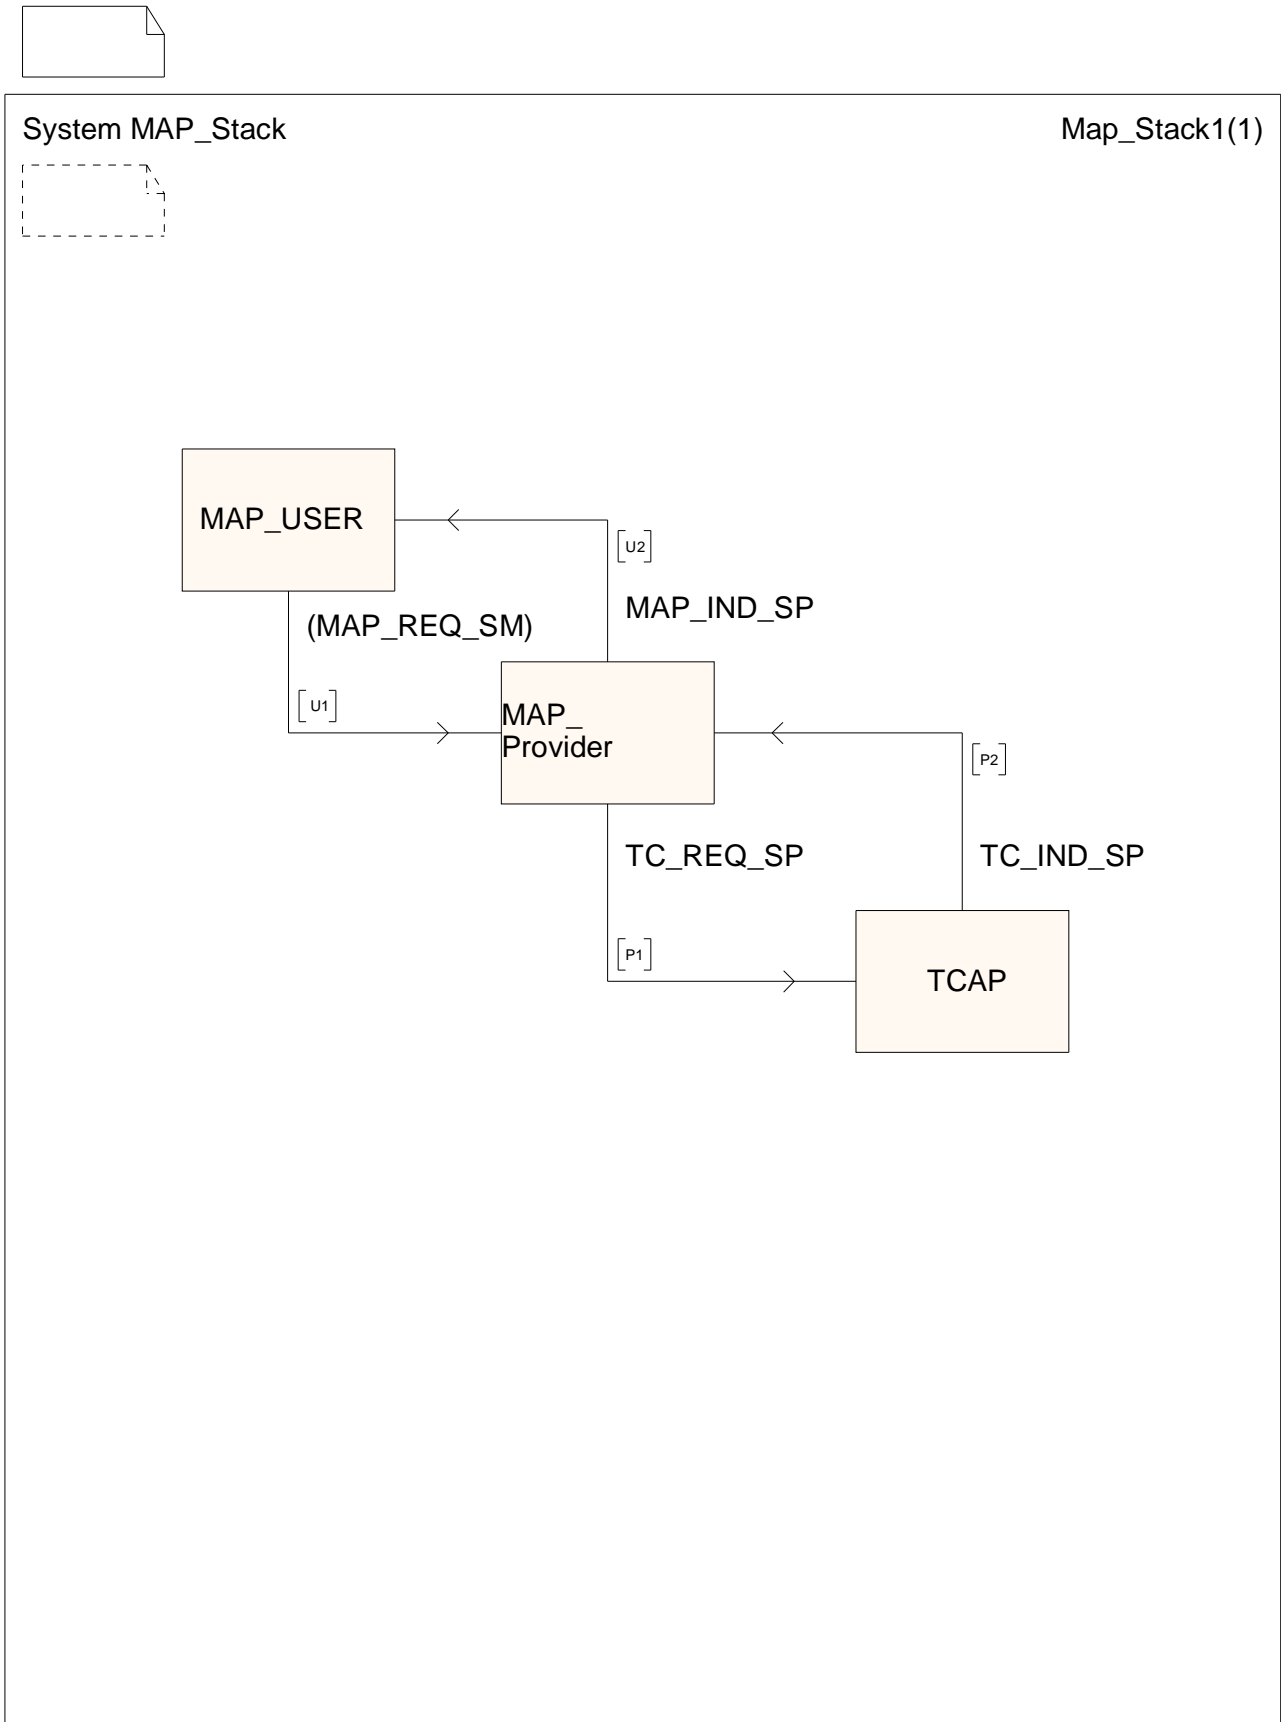 System MAP_Stack
Map_Stack1(1)
MAP_USER
[U2]
MAP_IND_SP
(MAP_REQ_SM)
[U1]
MAP_
Provider
[P2]
TC_REQ_SP
TC_IND_SP
[P1]
TCAP